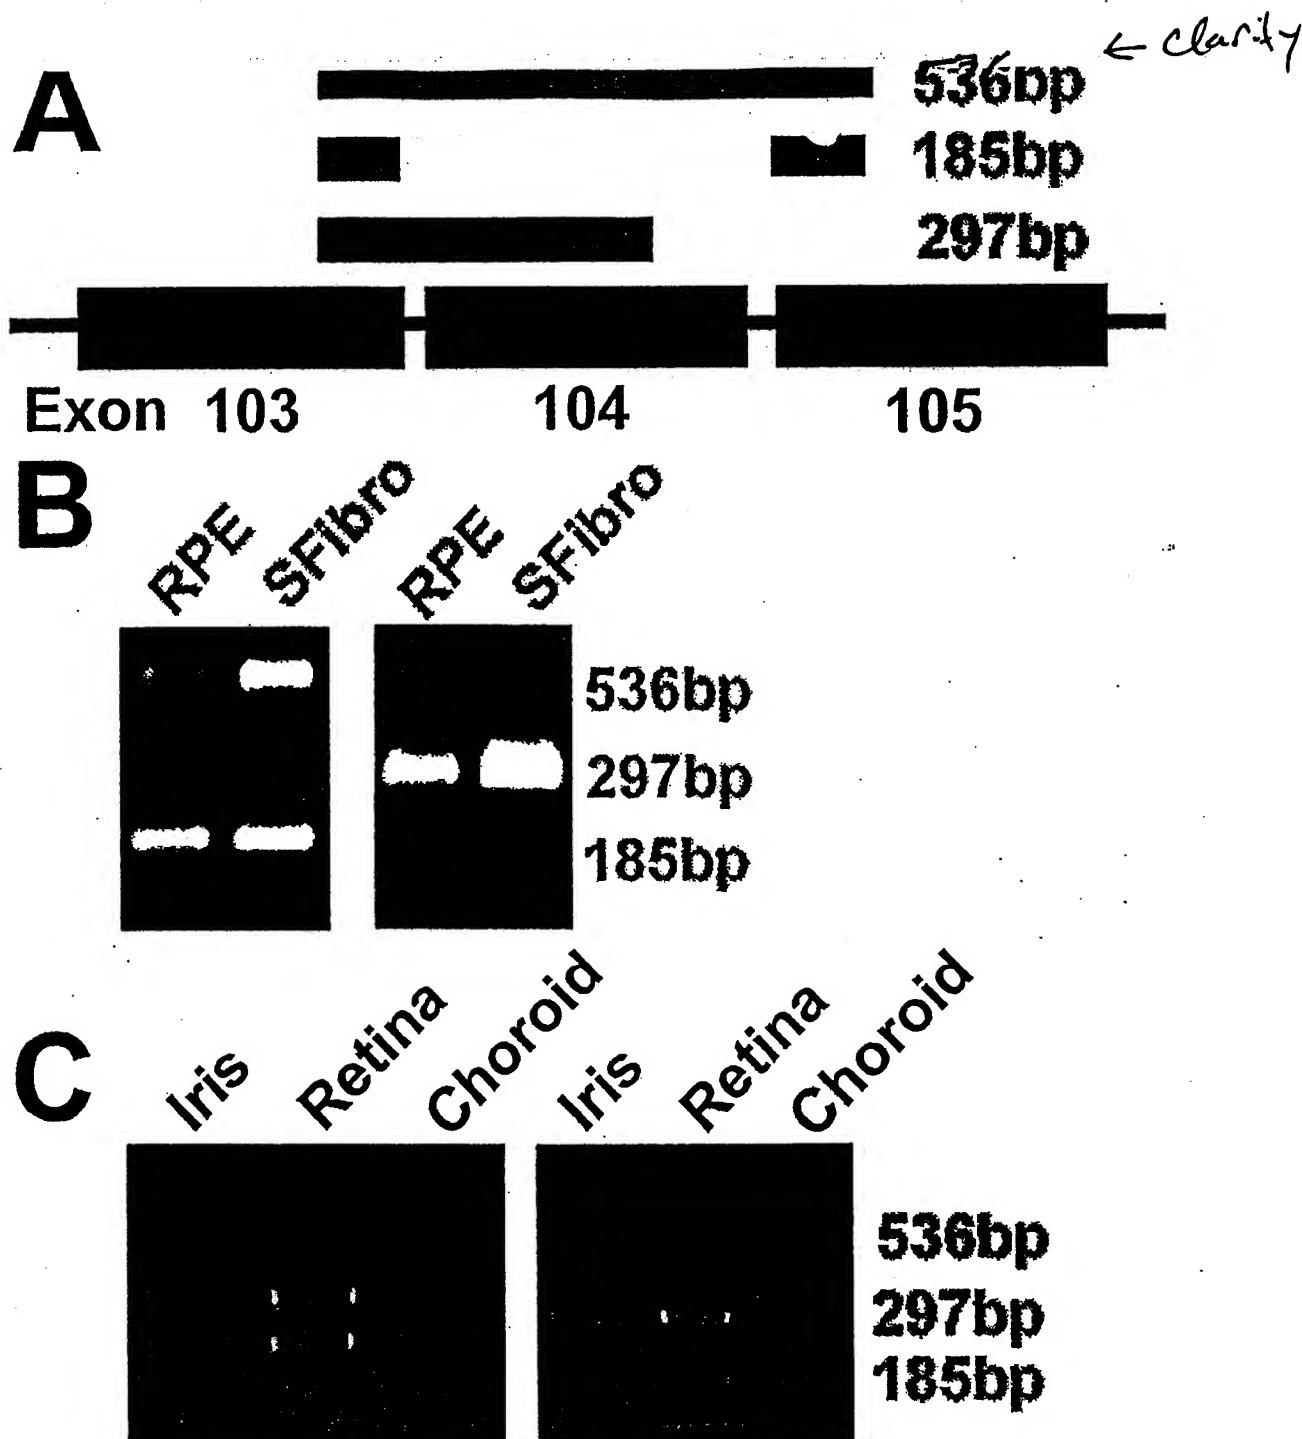 ← clarity
A
536bp
185bp
297bp
Exon 103 104 105
B
RPE SFibro RPE SFibro
536bp
297bp
185bp
C
Iris Retina Choroid Iris Retina Choroid
536bp
297bp
185bp